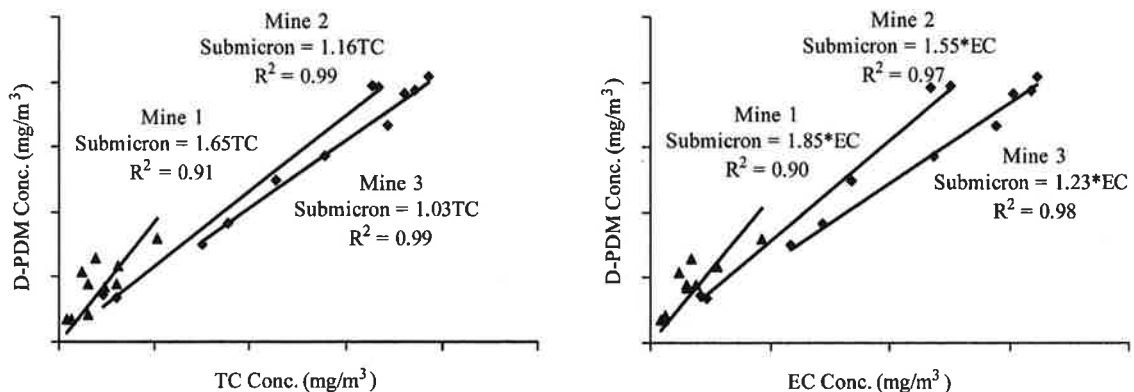 Mine 2
Submicron = 1.16TC
R² = 0.99
Mine 1
Submicron = 1.65TC
R² = 0.91
Mine 3
Submicron = 1.03TC
R² = 0.99
D-PDM Conc. (mg/m³)
TC Conc. (mg/m³)
Mine 2
Submicron = 1.55*EC
R² = 0.97
Mine 1
Submicron = 1.85*EC
R² = 0.90
Mine 3
Submicron = 1.23*EC
R² = 0.98
D-PDM Conc. (mg/m³)
EC Conc. (mg/m³)